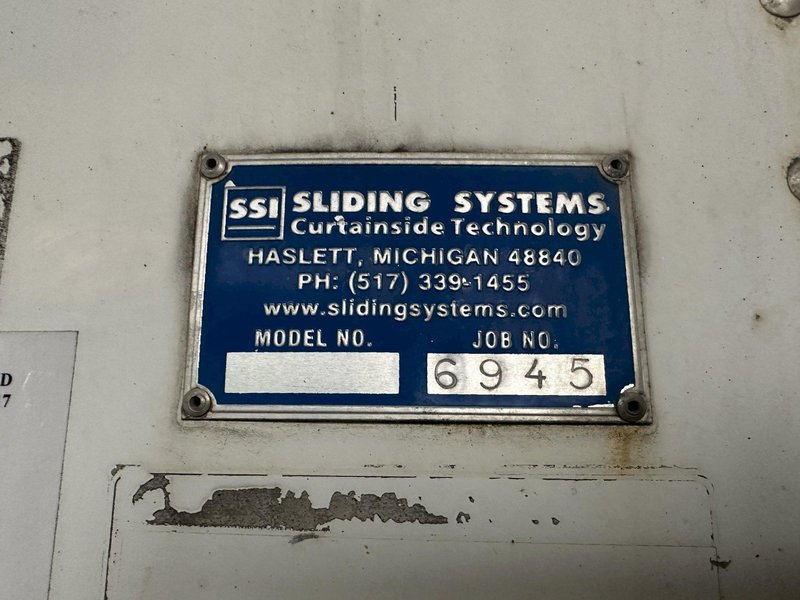 SSI SLIDING SYSTEMS
Curtainside Technology
HASLETT, MICHIGAN 48840
PH: (517) 339-1455
www.slidingsystems.com
MODEL NO. JOB NO.
6945
D
7